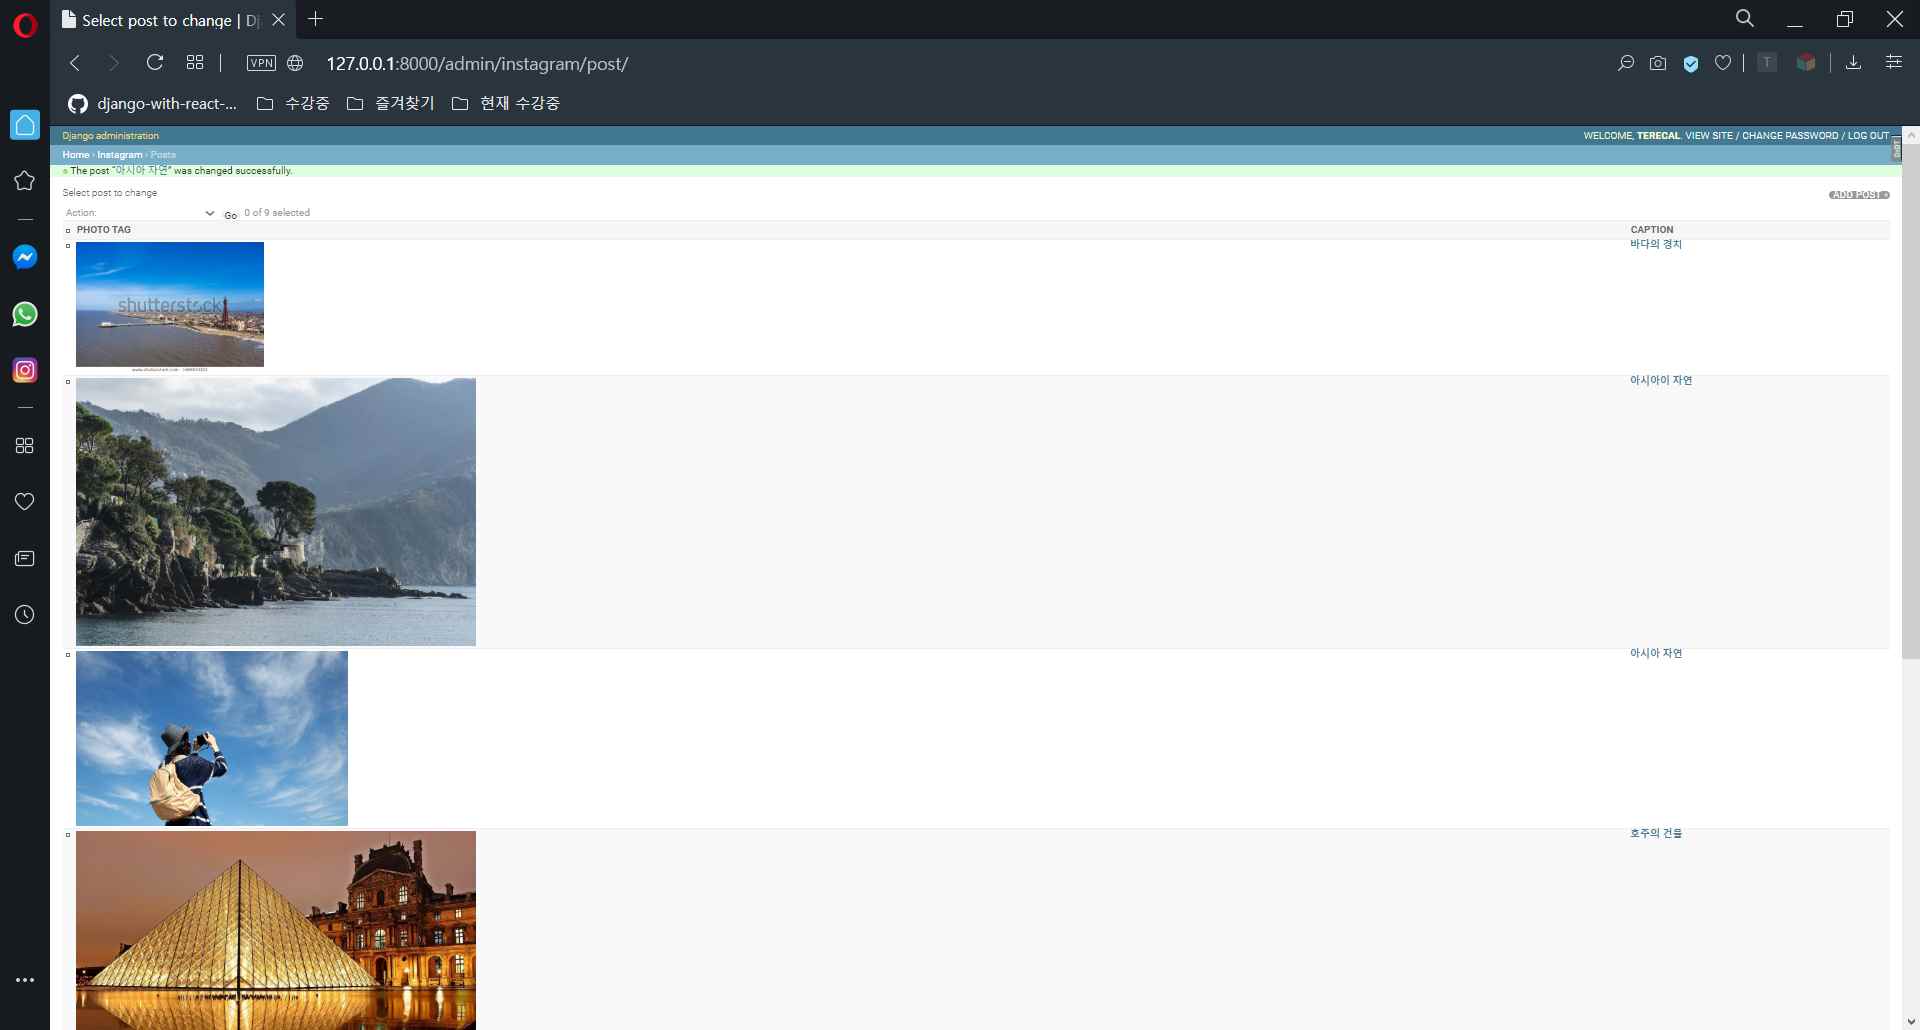 Select post to change | Dj
VPN
127.0.0.1:8000/admin/instagram/post/
T
django-with-react-...
수강중
즐겨찾기
현재 수강중
Django administration
WELCOME, TERECAL. VIEW SITE / CHANGE PASSWORD / LOG OUT
Home › Instagram › Posts
DjDT
The post “아시아 자연” was changed successfully.
Select post to change
ADD POST +
Action:
Go
0 of 9 selected
PHOTO TAG
CAPTION
바다의 경치
shutterstock
아시아이 자연
아시아 자연
호주의 건물